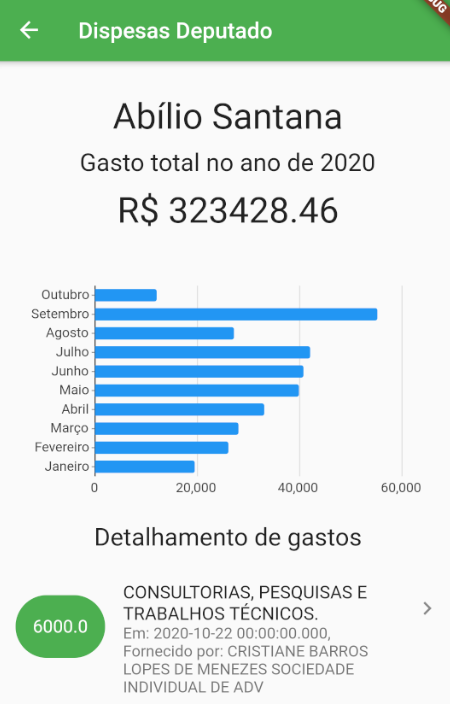 Dispesas Deputado
Abílio Santana
Gasto total no ano de 2020
R$ 323428.46
Outubro
Setembro
Agosto
Julho
Junho
Maio
Abril
Março
Fevereiro
Janeiro
0 20,000 40,000 60,000
Detalhamento de gastos
6000.0
CONSULTORIAS, PESQUISAS E
TRABALHOS TÉCNICOS.
Em: 2020-10-22 00:00:00.000,
Fornecido por: CRISTIANE BARROS
LOPES DE MENEZES SOCIEDADE
INDIVIDUAL DE ADV